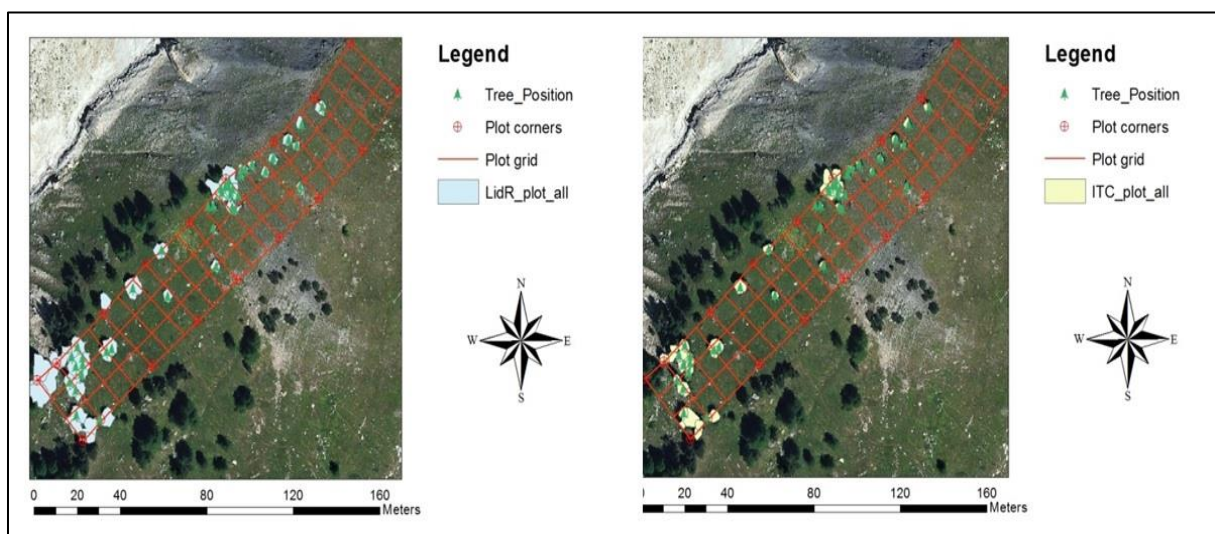 Legend
Tree_Position
Plot corners
Plot grid
LidR_plot_all
N
W E
S
0 20 40 80 120 160
Meters
Legend
Tree_Position
Plot corners
Plot grid
ITC_plot_all
N
W E
S
0 20 40 80 120 160
Meters